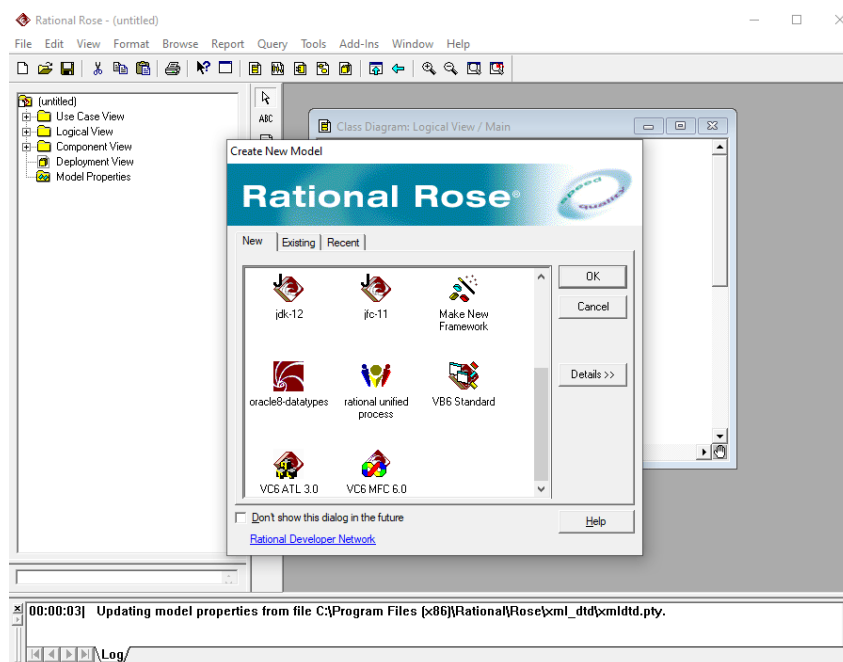 Rational Rose - (untitled)
File Edit View Format Browse Report Query Tools Add-Ins Window Help
(untitled)
Use Case View
Logical View
Component View
Deployment View
Model Properties
ABC
Class Diagram: Logical View / Main
Create New Model
Rational Rose®
speed
quality
New Existing Recent
jdk-12 jfc-11 Make New
Framework
oracle8-datatypes rational unified VB6 Standard
process
VC6 ATL 3.0 VC6 MFC 6.0
OK
Cancel
Details >>
Don't show this dialog in the future
Help
Rational Developer Network
00:00:03| Updating model properties from file C:\Program Files (x86)\Rational\Rose\xml_dtd\xmldtd.pty.
Log